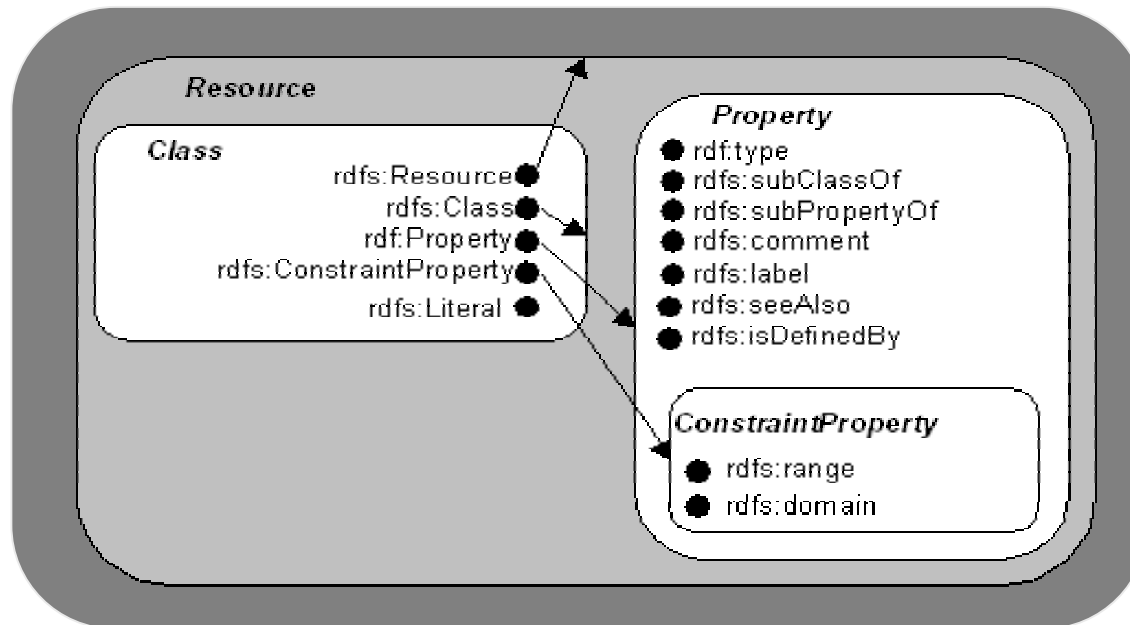 Resource
Class
rdfs:Resource
rdfs:Class
rdf:Property
rdfs:ConstraintProperty
rdfs:Literal
Property
rdf:type
rdfs:subClassOf
rdfs:subPropertyOf
rdfs:comment
rdfs:label
rdfs:seeAlso
rdfs:isDefinedBy
ConstraintProperty
rdfs:range
rdfs:domain